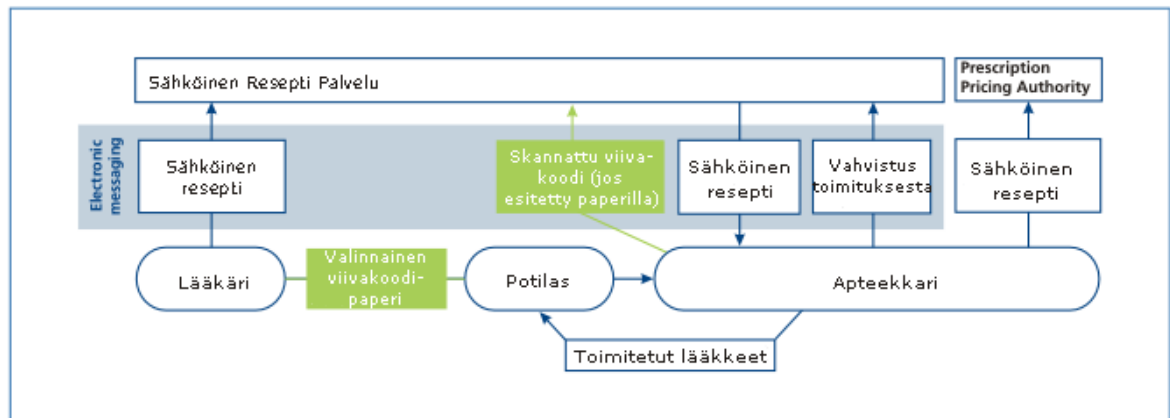 Sähköinen Resepti Palvelu
Prescription
Pricing Authority
Electronic
messaging
Sähköinen
resepti
Skannattu viiva-
koodi (jos
esitetty paperilla)
Sähköinen
resepti
Vahvistus
toimituksesta
Sähköinen
resepti
Lääkäri
Valinnainen
viivakoodi-
paperi
Potilas
Apteekkari
Toimitetut lääkkeet